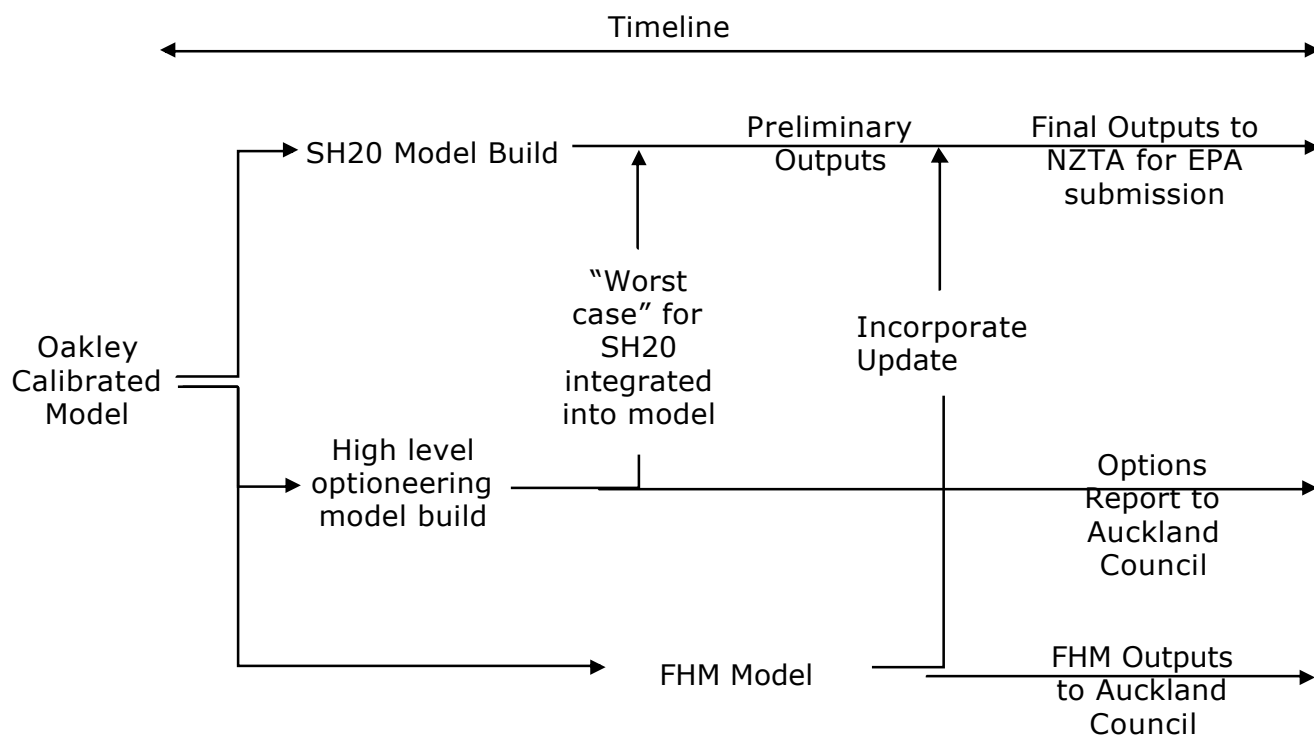 Timeline
SH20 Model Build
Preliminary
Outputs
Final Outputs to
NZTA for EPA
submission
“Worst
case” for
SH20
integrated
into model
Incorporate
Update
Oakley
Calibrated
Model
High level
optioneering
model build
Options
Report to
Auckland
Council
FHM Model
FHM Outputs
to Auckland
Council